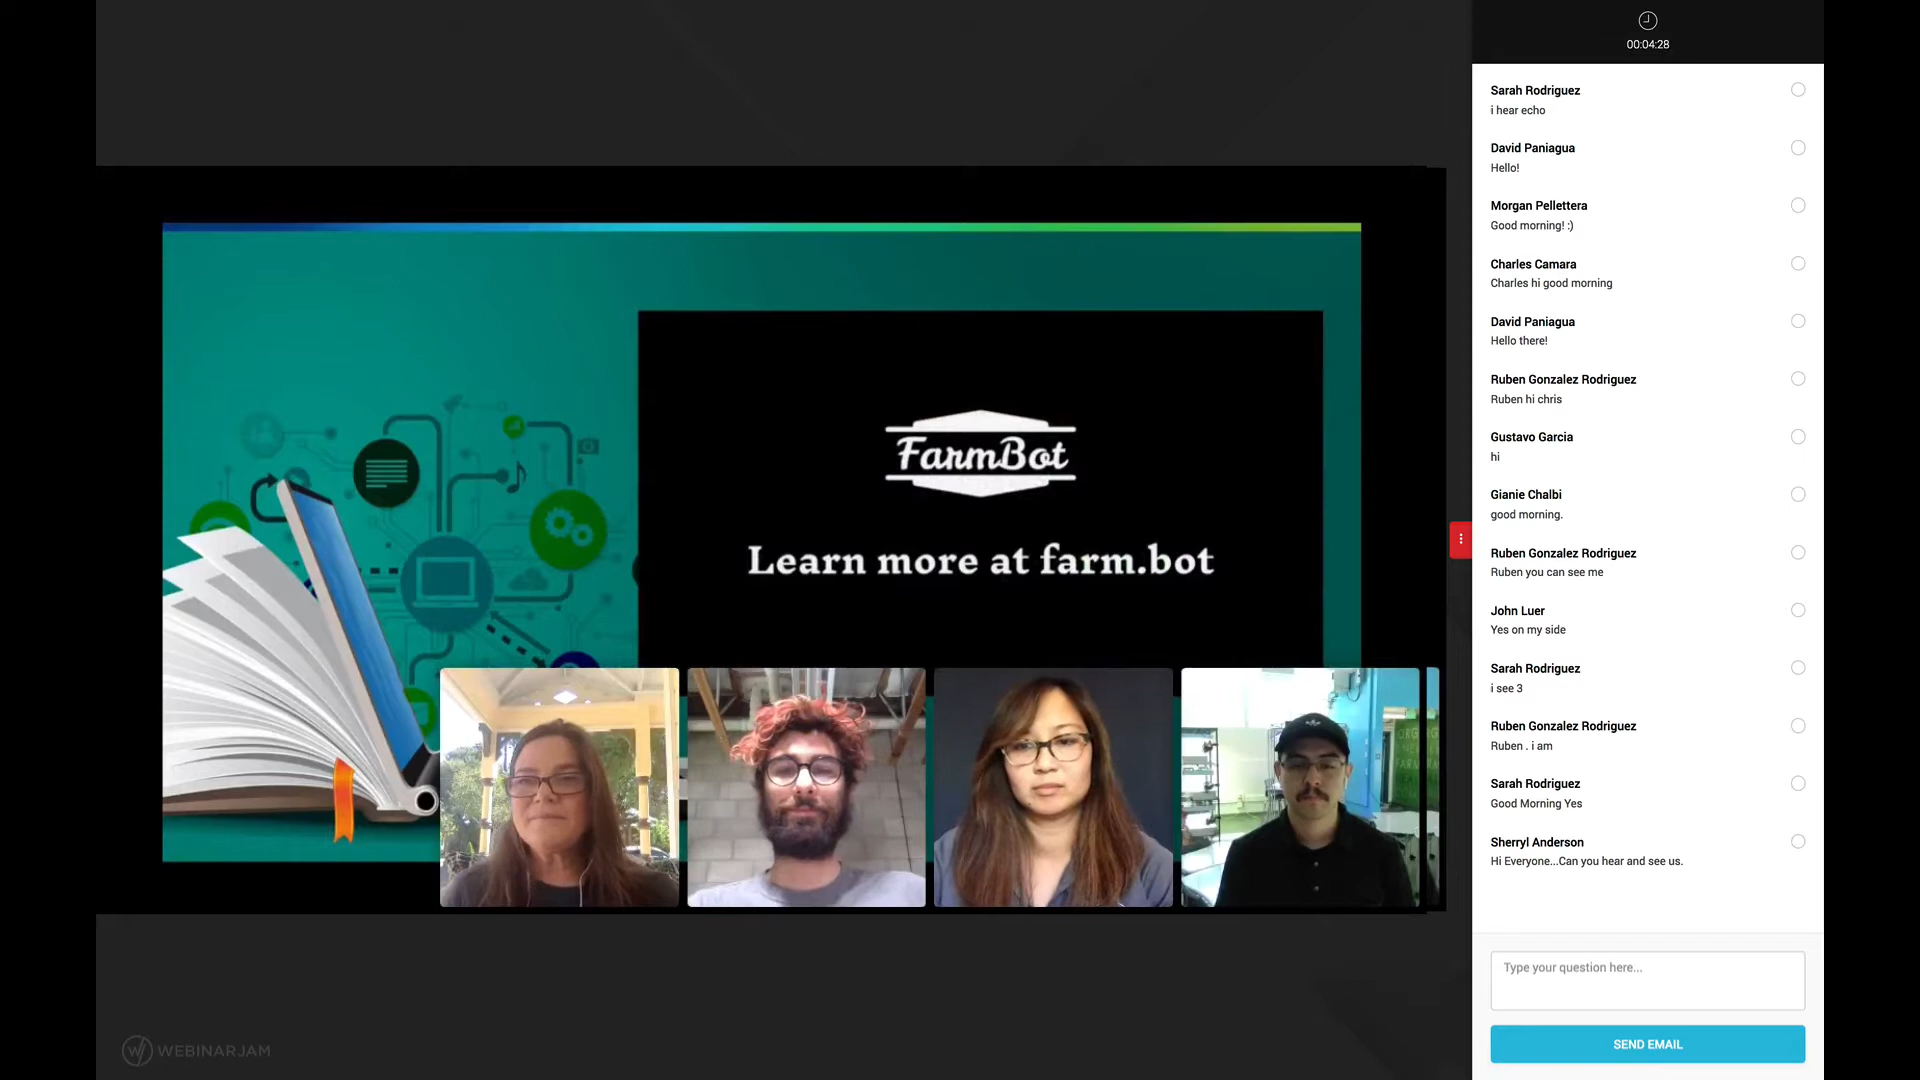 00:04:28
Sarah Rodriguez
i hear echo
David Paniagua
Hello!
Morgan Pellettera
Good morning! :)
Charles Camara
Charles hi good morning
David Paniagua
Hello there!
Ruben Gonzalez Rodriguez
Ruben hi chris
Gustavo Garcia
hi
Gianie Chalbi
good morning.
Ruben Gonzalez Rodriguez
Ruben you can see me
John Luer
Yes on my side
Sarah Rodriguez
i see 3
Ruben Gonzalez Rodriguez
Ruben . i am
Sarah Rodriguez
Good Morning Yes
Sherryl Anderson
Hi Everyone...Can you hear and see us.
Type your question here...
SEND EMAIL
FarmBot
Learn more at farm.bot
WEBINARJAM